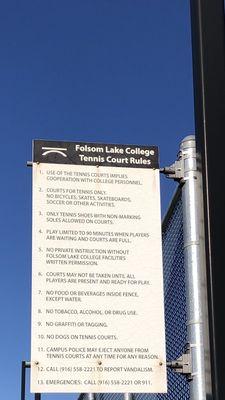 Folsom Lake College
Tennis Court Rules
1. USE OF THE TENNIS COURTS IMPLIES
COOPERATION WITH COLLEGE PERSONNEL.
2. COURTS FOR TENNIS ONLY.
NO BICYCLES, SKATES, SKATEBOARDS,
SOCCER OR OTHER ACTIVITIES.
3. ONLY TENNIS SHOES WITH NON-MARKING
SOLES ALLOWED ON COURT.
4. PLAY LIMITED TO 90 MINUTES WHEN PLAYERS
ARE WAITING AND COURTS ARE FULL.
5. NO PRIVATE INSTRUCTION WITHOUT
FOLSOM LAKE COLLEGE FACILITIES
WRITTEN PERMISSION.
6. COURTS MAY NOT BE TAKEN UNTIL ALL
PLAYERS ARE PRESENT AND READY FOR PLAY.
7. NO FOOD OR BEVERAGES INSIDE FENCE,
EXCEPT WATER.
8. NO TOBACCO, ALCOHOL, OR DRUG USE.
9. NO GRAFFITI OR TAGGING.
10. NO DOGS ON TENNIS COURTS.
11. CAMPUS POLICE MAY EJECT ANYONE FROM
TENNIS COURTS AT ANY TIME FOR ANY REASON.
12. CALL (916) 558-2221 TO REPORT VANDALISM.
13. EMERGENCIES: CALL (916) 558-2221 OR 911.